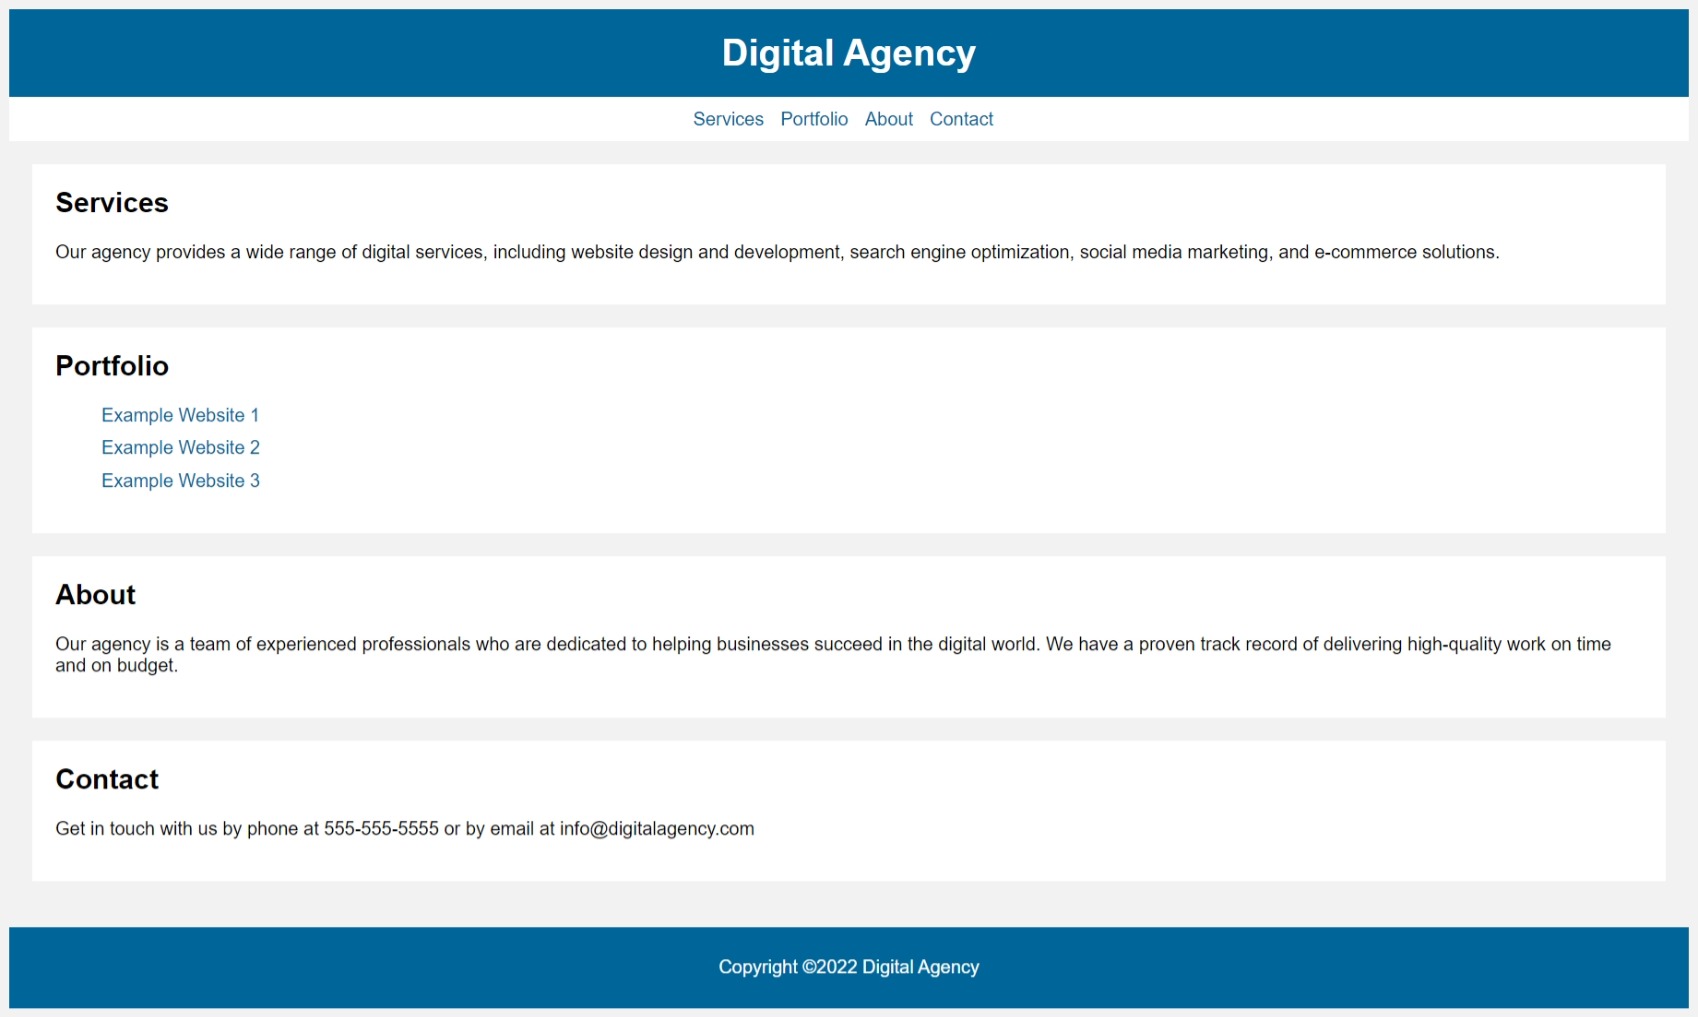 Digital Agency
Services Portfolio About Contact
Services
Our agency provides a wide range of digital services, including website design and development, search engine optimization, social media marketing, and e-commerce solutions.
Portfolio
Example Website 1
Example Website 2
Example Website 3
About
Our agency is a team of experienced professionals who are dedicated to helping businesses succeed in the digital world. We have a proven track record of delivering high-quality work on time
and on budget.
Contact
Get in touch with us by phone at 555-555-5555 or by email at info@digitalagency.com
Copyright ©2022 Digital Agency